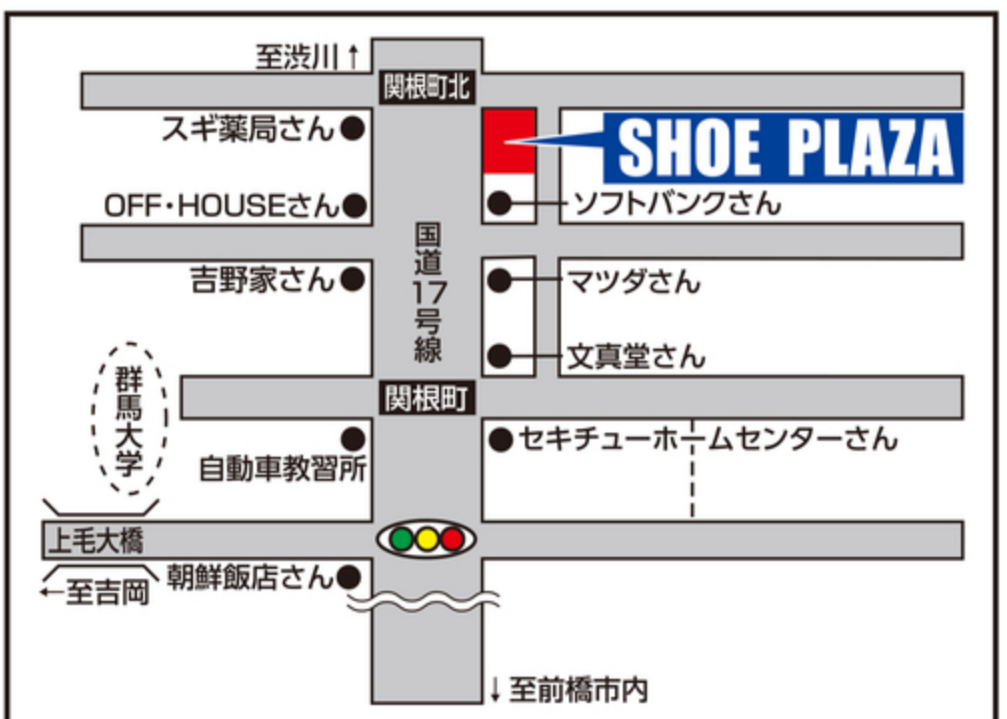 至渋川↑
関根町北
スギ薬局さん
SHOE PLAZA
OFF・HOUSEさん
ソフトバンクさん
国道17号線
吉野家さん
マツダさん
文真堂さん
群馬大学
関根町
セキチューホームセンターさん
自動車教習所
上毛大橋
←至吉岡
朝鮮飯店さん
↓至前橋市内